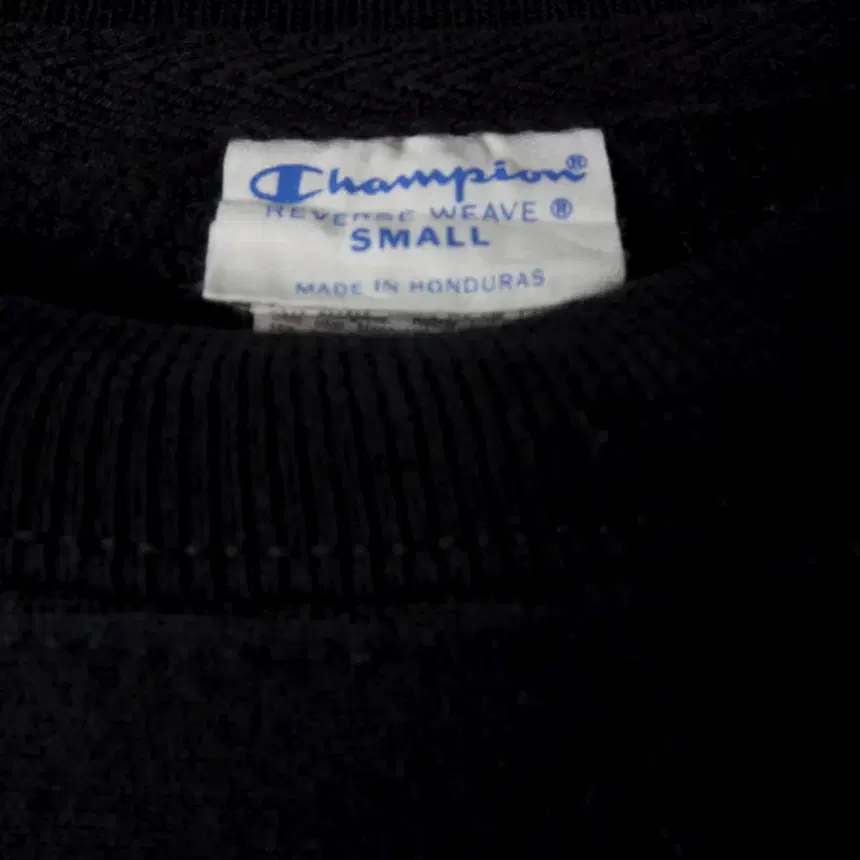 Champion®
REVERSE WEAVE ®
SMALL
MADE IN HONDURAS